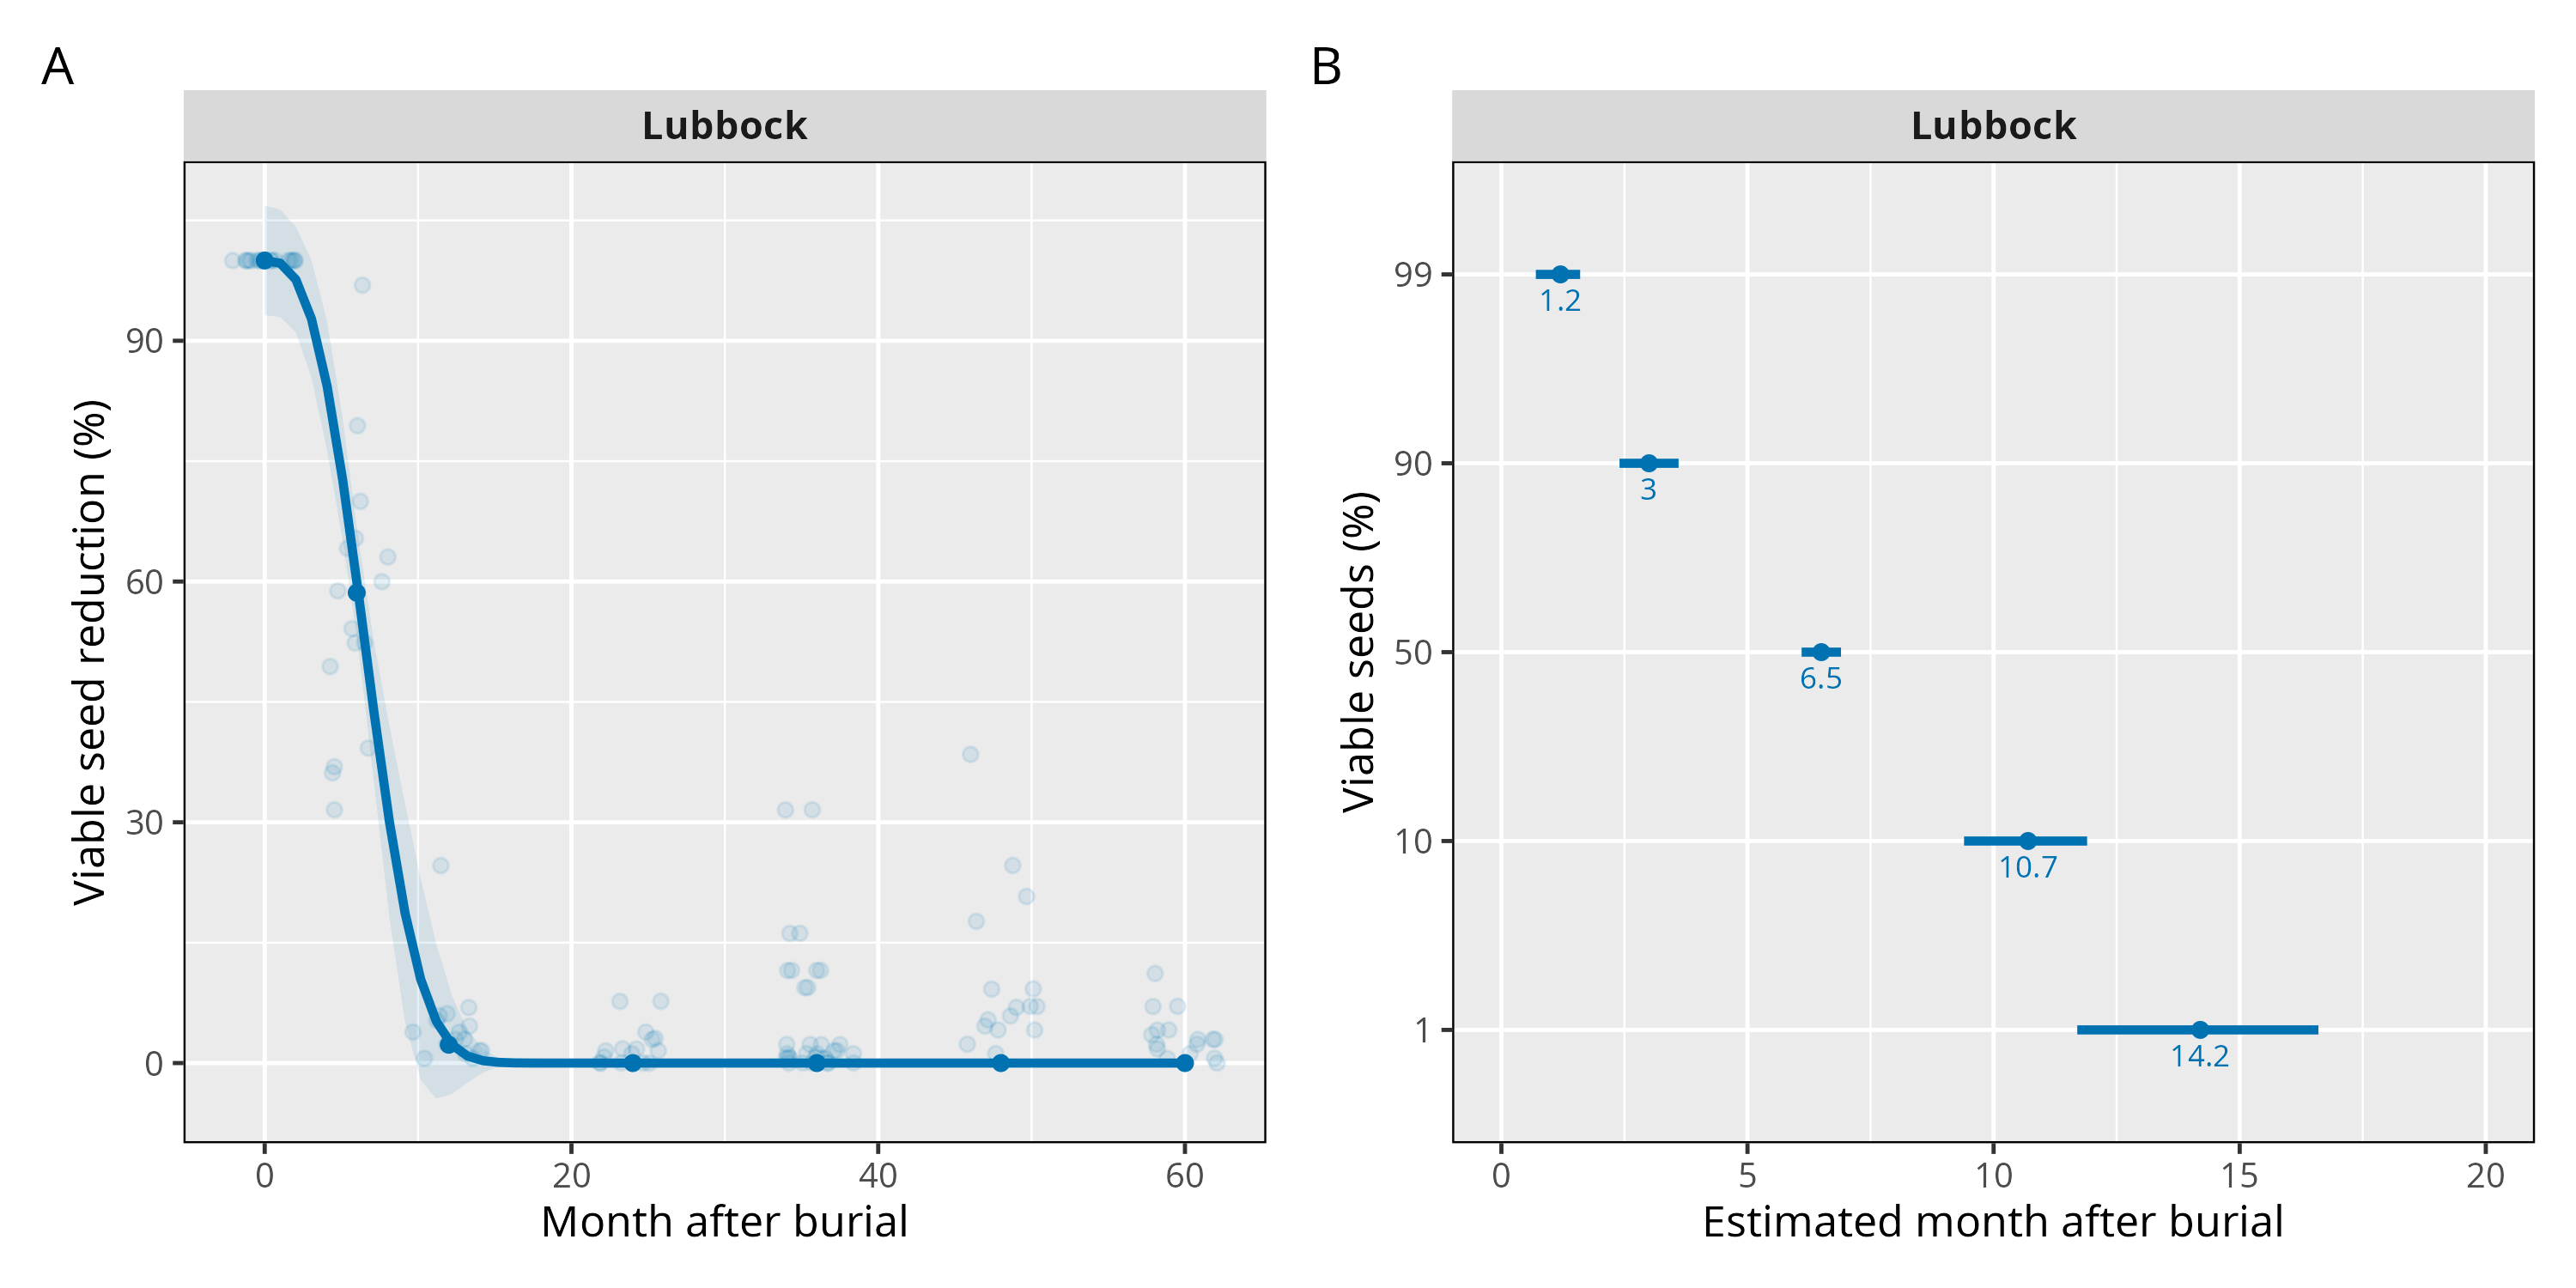 A
Lubbock
Viable seed reduction (%)
90
60
30
0
0 20 40 60
Month after burial
B
Lubbock
Viable seeds (%)
99
90
50
10
1
1.2
3
6.5
10.7
14.2
0 5 10 15 20
Estimated month after burial